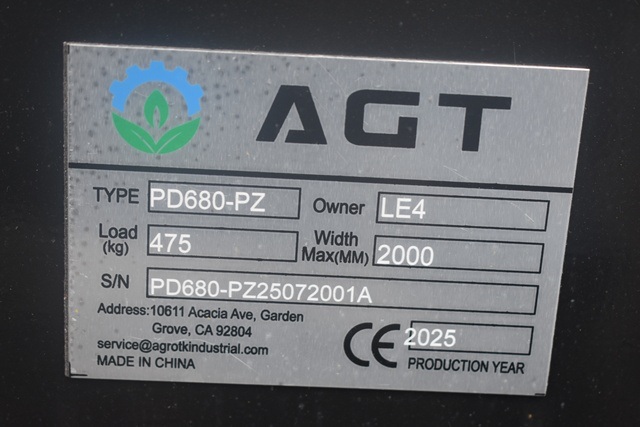 AGT
TYPE PD680-PZ Owner LE4
Load (kg) 475 Width Max(MM) 2000
S/N PD680-PZ25072001A
Address:10611 Acacia Ave, Garden
Grove, CA 92804
service@agrotkindustrial.com
MADE IN CHINA
CE 2025
PRODUCTION YEAR